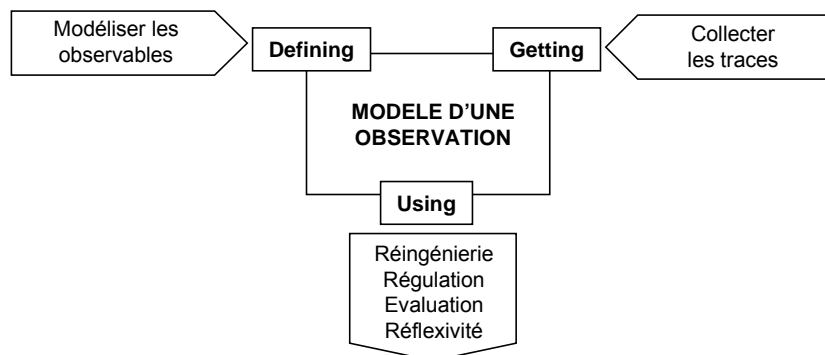 Modéliser les
observables
Defining
Getting
Collecter
les traces
MODELE D'UNE
OBSERVATION
Using
Réingénierie
Régulation
Evaluation
Réflexivité